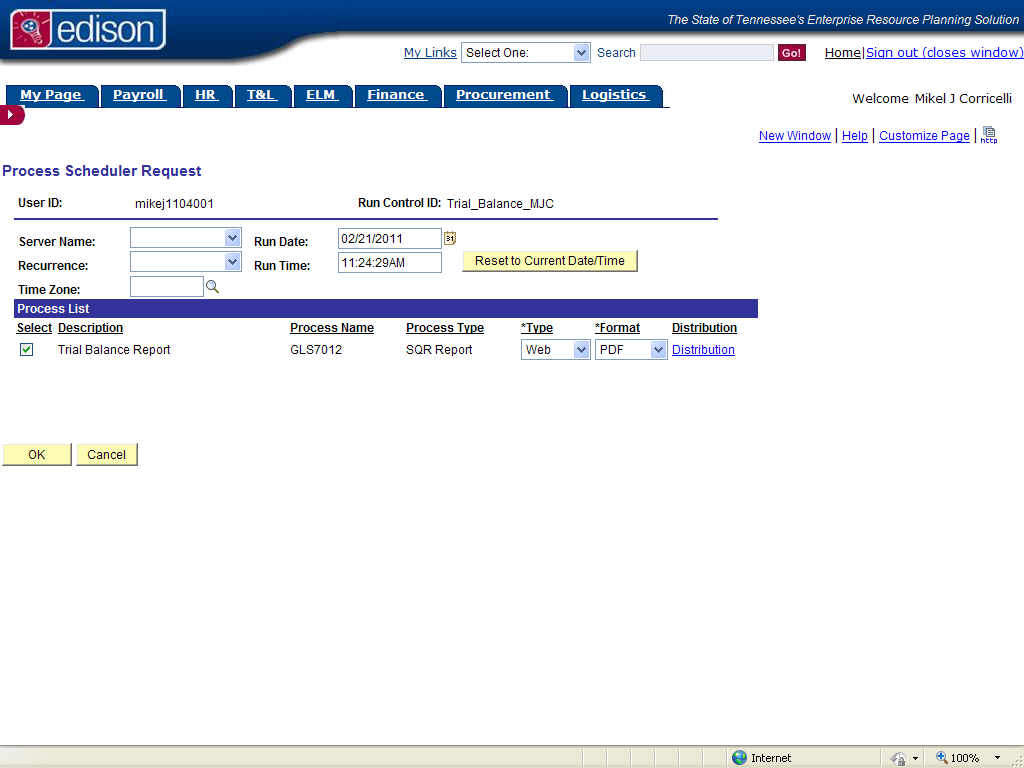 edison
The State of Tennessee's Enterprise Resource Planning Solution
My Links Select One: Search Go! Home|Sign out (closes window)
My Page Payroll HR T&L ELM Finance Procurement Logistics
Welcome Mikel J Corricelli
New Window | Help | Customize Page | http
Process Scheduler Request
User ID: mikej1104001 Run Control ID: Trial_Balance_MJC
Server Name: Run Date: 02/21/2011 31
Recurrence: Run Time: 11:24:29AM Reset to Current Date/Time
Time Zone:
Process List
Select Description Process Name Process Type *Type *Format Distribution
Trial Balance Report GLS7012 SQR Report Web PDF Distribution
OK Cancel
Internet 100%